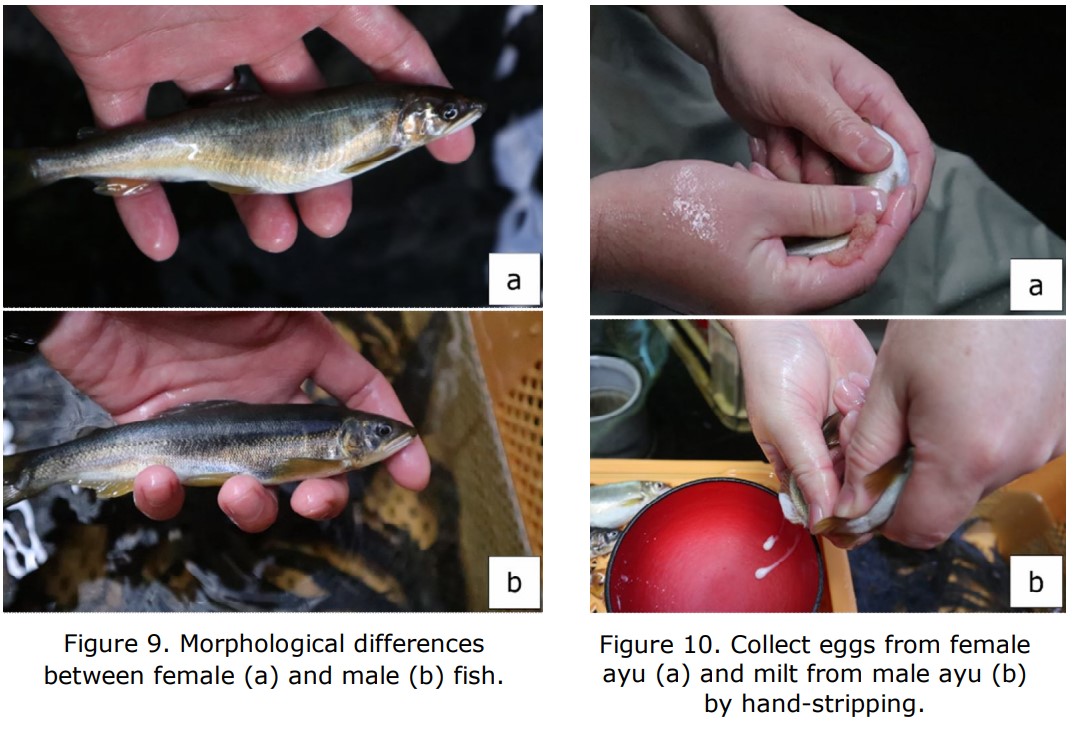 a
b
Figure 9. Morphological differences
between female (a) and male (b) fish.
a
b
Figure 10. Collect eggs from female
ayu (a) and milt from male ayu (b)
by hand-stripping.